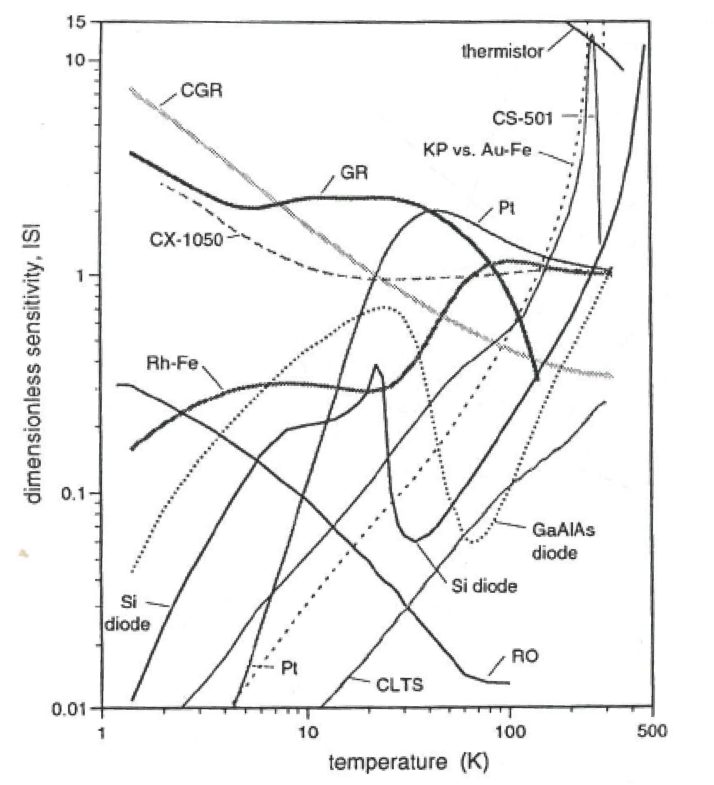 15
10
1
0.1
0.01
dimensionless sensitivity, |S|
thermistor
CGR
CS-501
KP vs. Au-Fe
GR
Pt
CX-1050
Rh-Fe
GaAlAs
diode
Si diode
Si
diode
Pt
RO
CLTS
1
10
100
500
temperature (K)